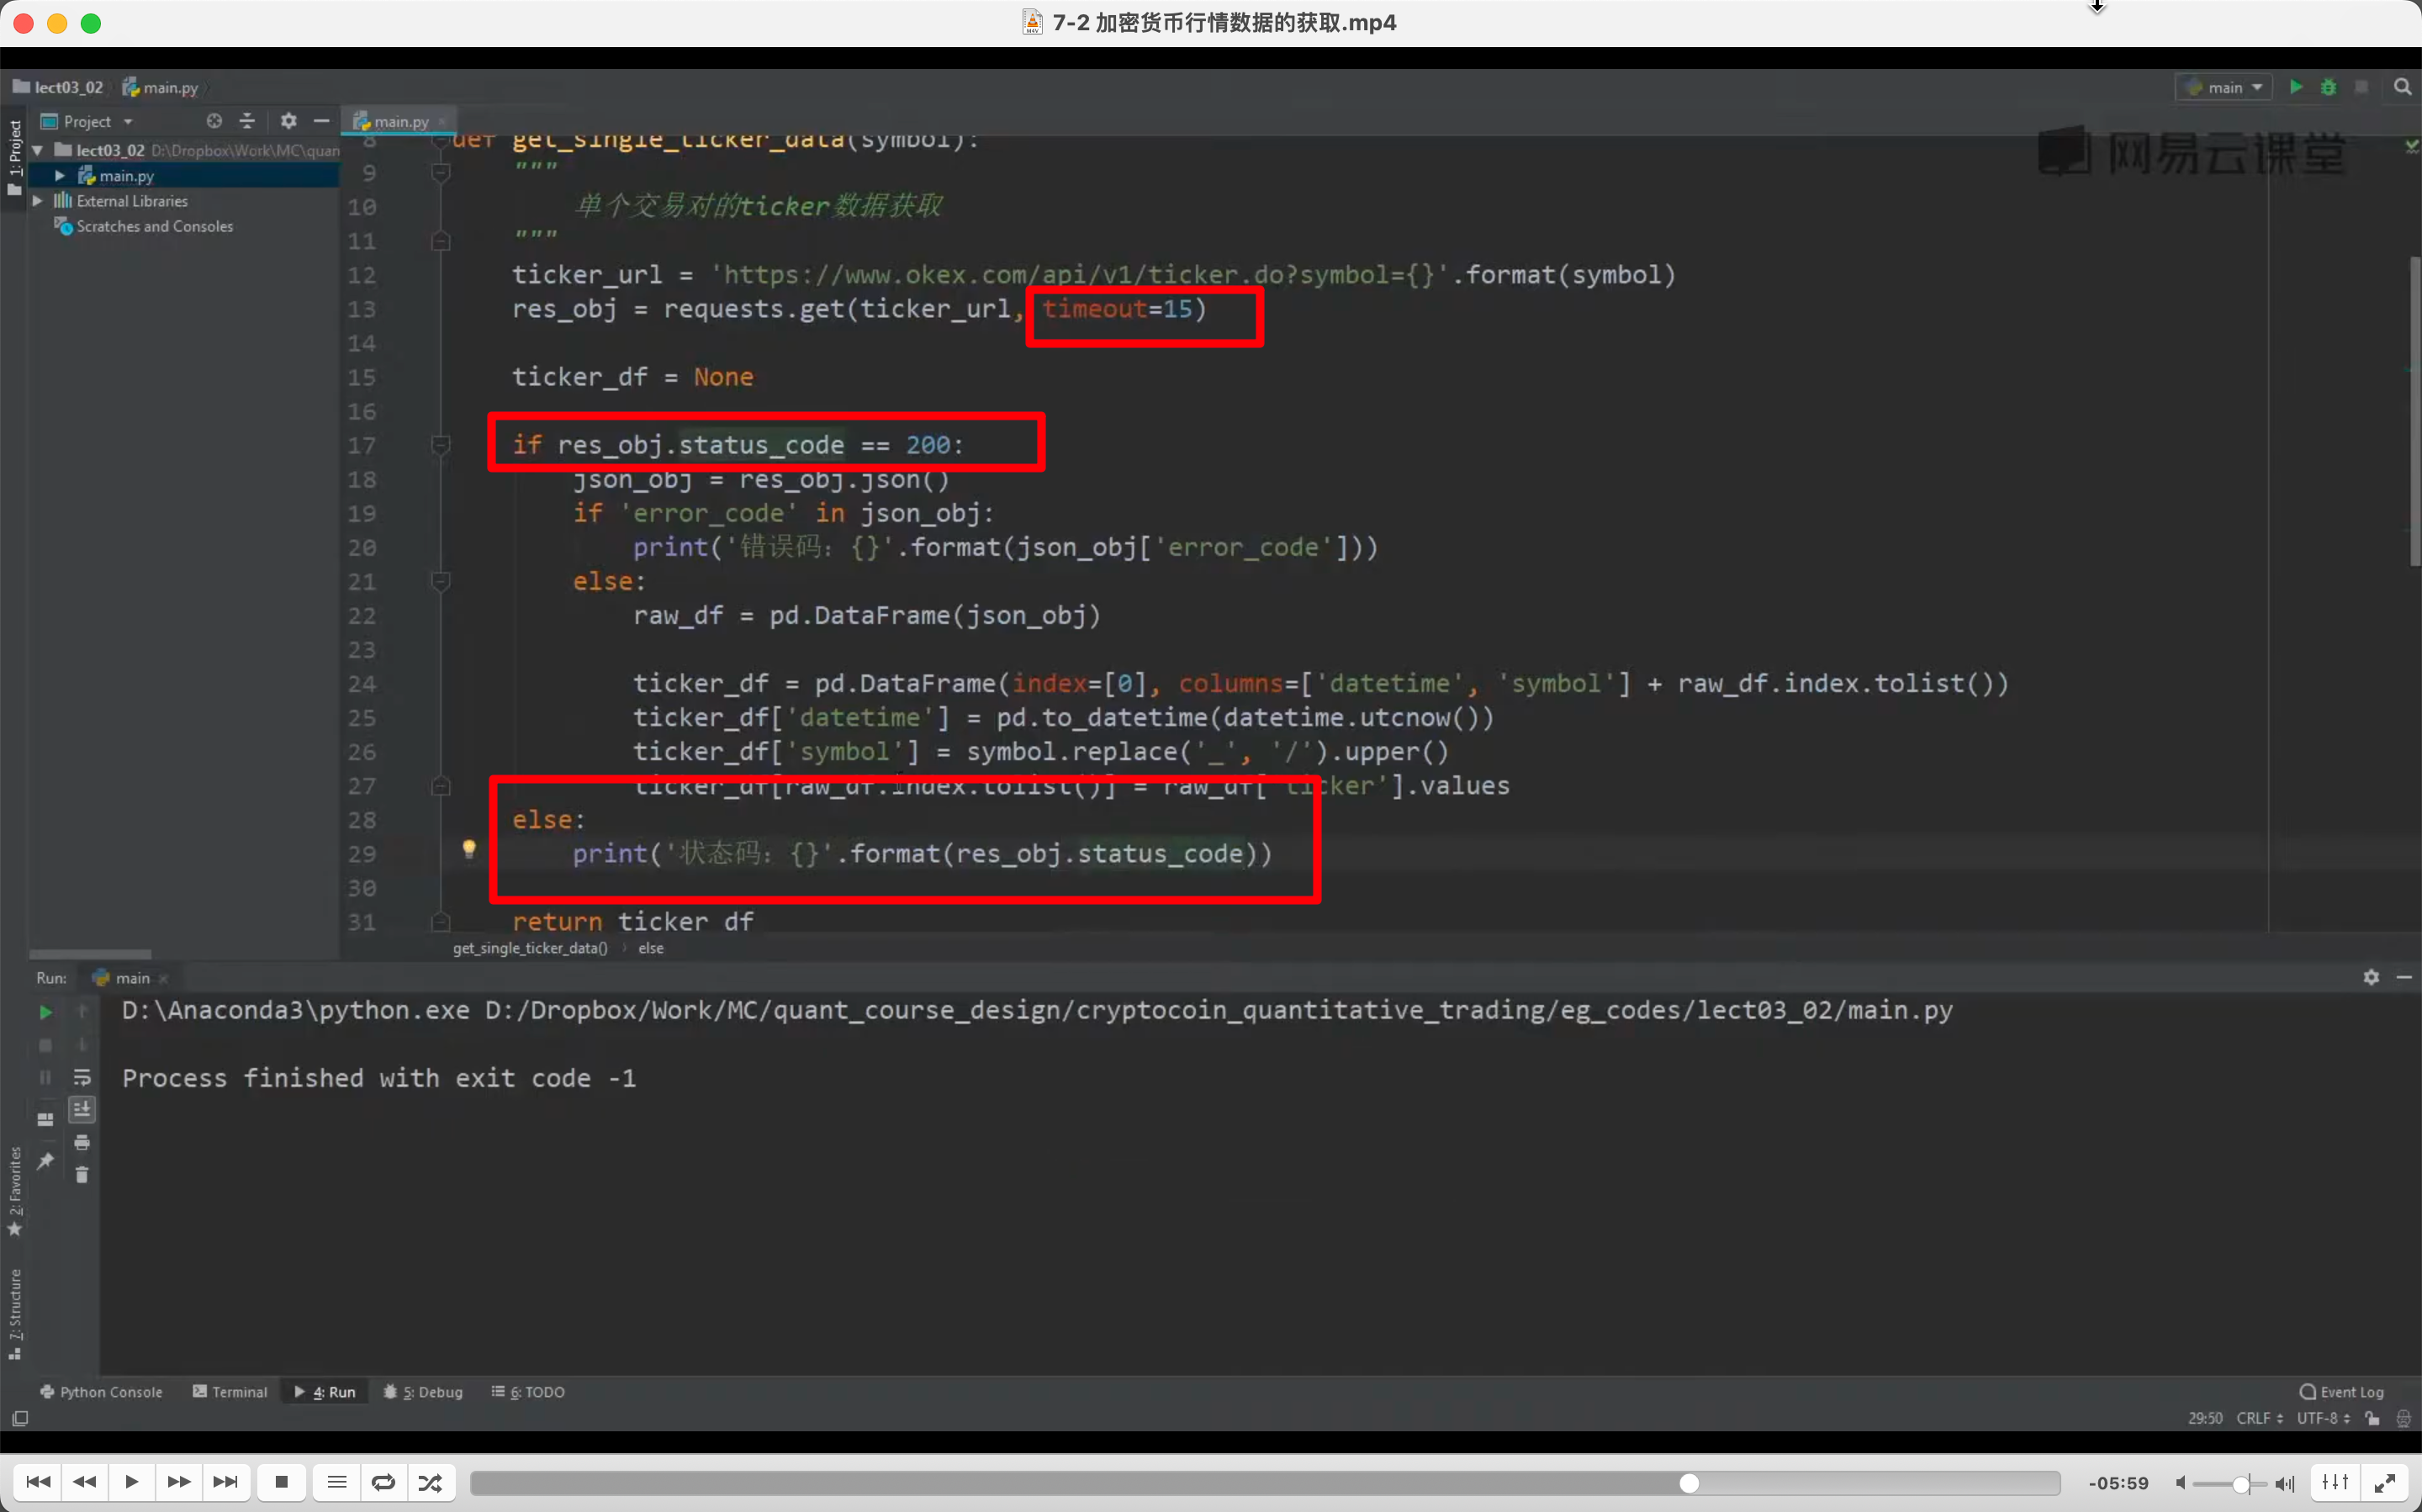 7-2 加密货币行情数据的获取.mp4
lect03_02 main.py
main
Project
main.py
1: Project
lect03_02 D:\Dropbox\Work\MC\quan
main.py
External Libraries
Scratches and Consoles
网易云课堂
8 def get_single_ticker_data(symbol):
9 """
10 单个交易对的ticker数据获取
11 """
12 ticker_url = 'https://www.okex.com/api/v1/ticker.do?symbol={}'.format(symbol)
13 res_obj = requests.get(ticker_url, timeout=15)
14
15 ticker_df = None
16
17 if res_obj.status_code == 200:
18 json_obj = res_obj.json()
19 if 'error_code' in json_obj:
20 print('错误码：{}'.format(json_obj['error_code']))
21 else:
22 raw_df = pd.DataFrame(json_obj)
23
24 ticker_df = pd.DataFrame(index=[0], columns=['datetime', 'symbol'] + raw_df.index.tolist())
25 ticker_df['datetime'] = pd.to_datetime(datetime.utcnow())
26 ticker_df['symbol'] = symbol.replace('_', '/').upper()
27 ticker_df[raw_df.index.tolist()] = raw_df['ticker'].values
28 else:
29 print('状态码：{}'.format(res_obj.status_code))
30
31 return ticker_df
get_single_ticker_data() › else
Run: main
D:\Anaconda3\python.exe D:/Dropbox/Work/MC/quant_course_design/cryptocoin_quantitative_trading/eg_codes/lect03_02/main.py
Process finished with exit code -1
2: Favorites
7: Structure
Python Console
Terminal
4: Run
5: Debug
6: TODO
Event Log
29:50 CRLF UTF-8
-05:59